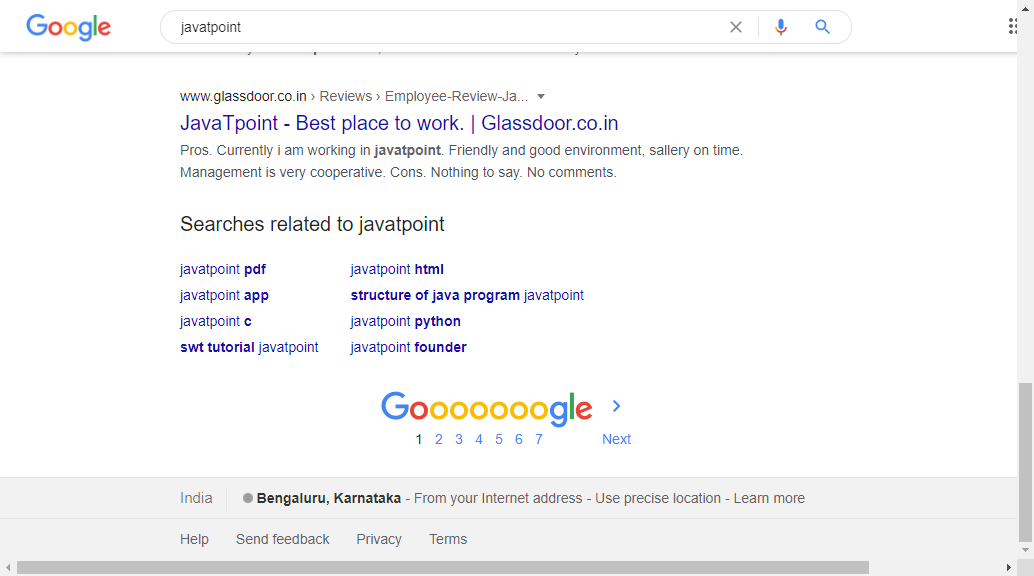 Google
javatpoint
www.glassdoor.co.in › Reviews › Employee-Review-Ja...
JavaTpoint - Best place to work. | Glassdoor.co.in
Pros. Currently i am working in javatpoint. Friendly and good environment, sallery on time.
Management is very cooperative. Cons. Nothing to say. No comments.
Searches related to javatpoint
javatpoint pdf javatpoint html
javatpoint app structure of java program javatpoint
javatpoint c javatpoint python
swt tutorial javatpoint javatpoint founder
Goooooooogle >
1 2 3 4 5 6 7 Next
India Bengaluru, Karnataka - From your Internet address - Use precise location - Learn more
Help Send feedback Privacy Terms